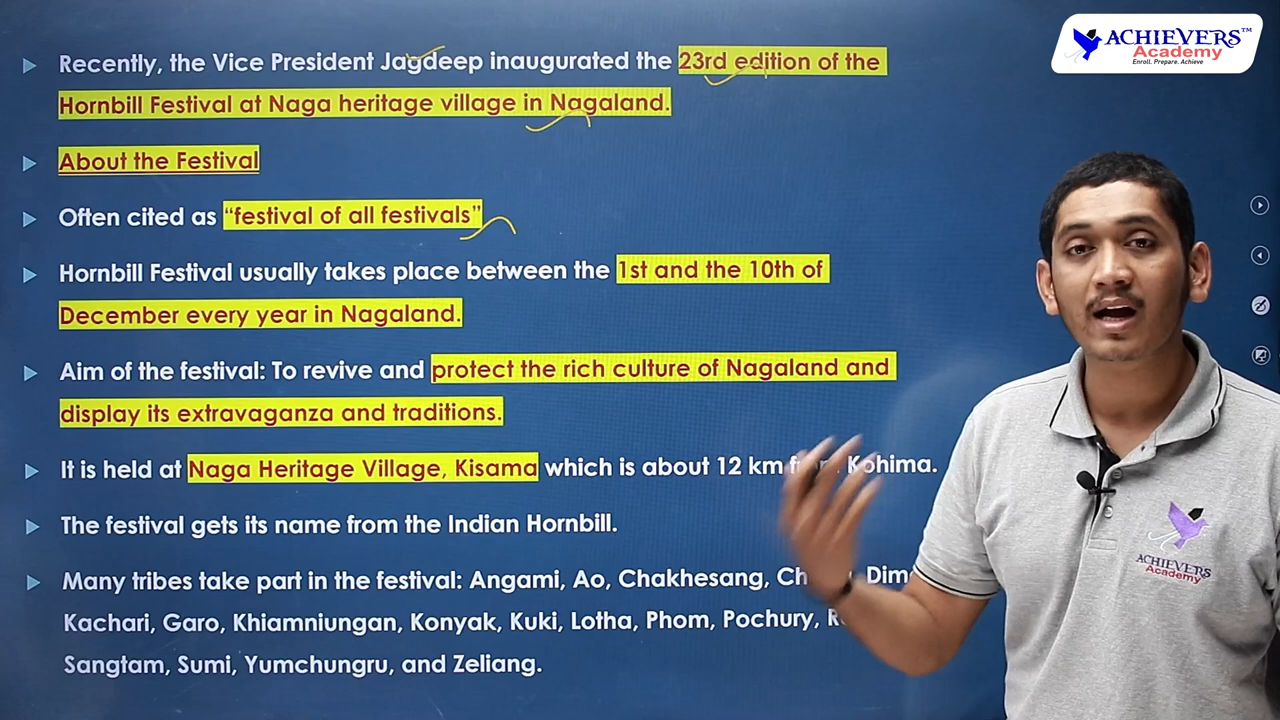 ACHIEVERS™
Academy
Enroll. Prepare. Achieve
Recently, the Vice President Jagdeep inaugurated the 23rd edition of the
Hornbill Festival at Naga heritage village in Nagaland.
About the Festival
Often cited as “festival of all festivals”
Hornbill Festival usually takes place between the 1st and the 10th of
December every year in Nagaland.
Aim of the festival: To revive and protect the rich culture of Nagaland and
display its extravaganza and traditions.
It is held at Naga Heritage Village, Kisama which is about 12 km Kohima.
The festival gets its name from the Indian Hornbill.
Many tribes take part in the festival: Angami, Ao, Chakhesang,
Kachari, Garo, Khiamniungan, Konyak, Kuki, Lotha, Phom, Pochury,
Sangtam, Sumi, Yumchungru, and Zeliang.
ACHIEVERS
Academy